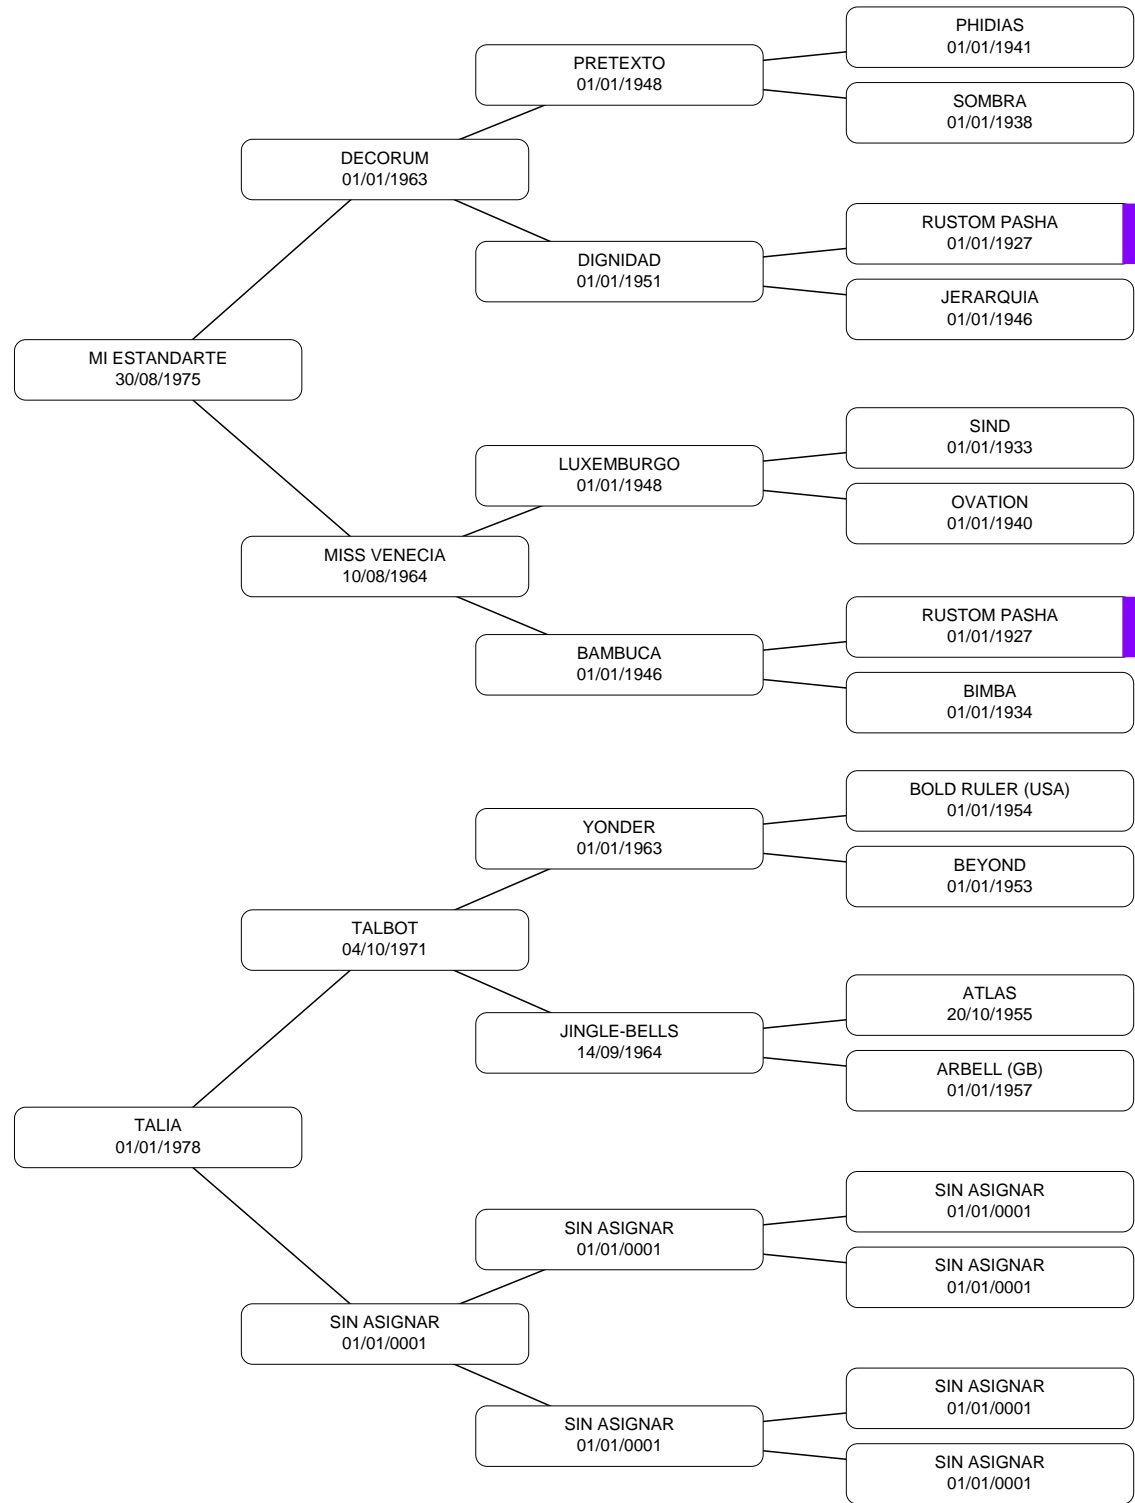 PHIDIAS
01/01/1941
PRETEXTO
01/01/1948
SOMBRA
01/01/1938
DECORUM
01/01/1963
RUSTOM PASHA
01/01/1927
DIGNIDAD
01/01/1951
JERARQUIA
01/01/1946
MI ESTANDARTE
30/08/1975
SIND
01/01/1933
LUXEMBURGO
01/01/1948
OVATION
01/01/1940
MISS VENECIA
10/08/1964
RUSTOM PASHA
01/01/1927
BAMBUCA
01/01/1946
BIMBA
01/01/1934
BOLD RULER (USA)
01/01/1954
YONDER
01/01/1963
BEYOND
01/01/1953
TALBOT
04/10/1971
ATLAS
20/10/1955
JINGLE-BELLS
14/09/1964
ARBELL (GB)
01/01/1957
TALIA
01/01/1978
SIN ASIGNAR
01/01/0001
SIN ASIGNAR
01/01/0001
SIN ASIGNAR
01/01/0001
SIN ASIGNAR
01/01/0001
SIN ASIGNAR
01/01/0001
SIN ASIGNAR
01/01/0001
SIN ASIGNAR
01/01/0001